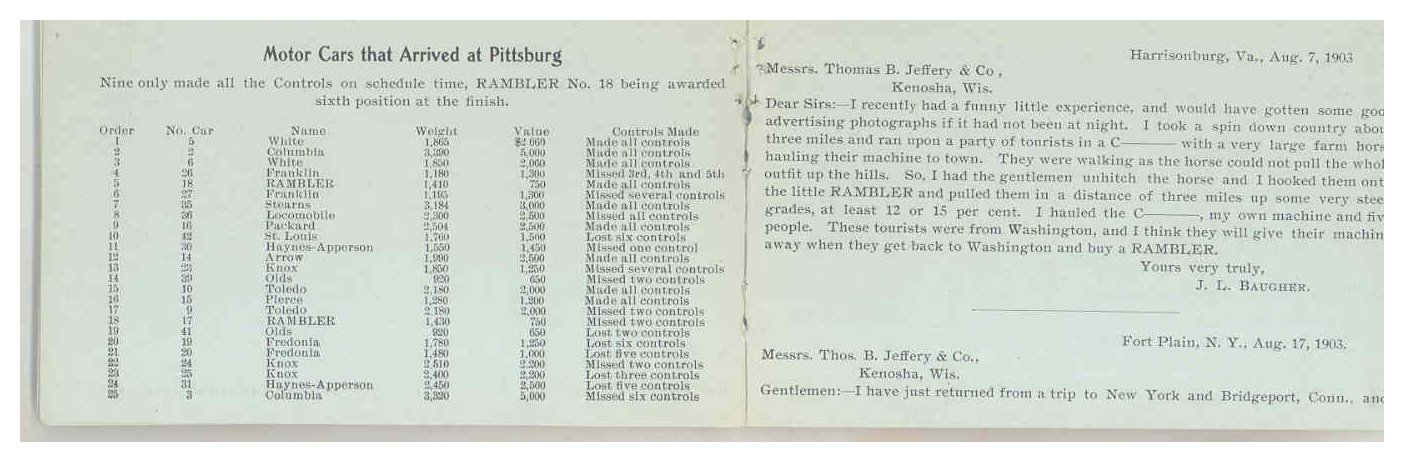 Motor Cars that Arrived at Pittsburg
Nine only made all the Controls on schedule time, RAMBLER No. 18 being awarded
sixth position at the finish.
Order No. Car Name Weight Value Controls Made
1 5 White 1,865 $2 060 Made all controls
2 2 Columbia 3,390 5,000 Made all controls
3 6 White 1,850 2,060 Made all controls
4 26 Franklin 1,180 1,300 Missed 3rd, 4th and 5th
5 18 RAMBLER 1,410 750 Made all controls
6 27 Franklin 1,195 1,300 Missed several controls
7 35 Stearns 3,184 3,000 Made all controls
8 36 Locomobile 2,300 2,500 Missed all controls
9 16 Packard 2,504 2,500 Made all controls
10 42 St. Louis 1,760 1,500 Lost six controls
11 30 Haynes-Apperson 1,550 1,450 Missed one control
12 14 Arrow 1,990 2,500 Made all controls
13 23 Knox 1,850 1,250 Missed several controls
14 39 Olds 920 650 Missed two controls
15 10 Toledo 2,180 2,000 Made all controls
16 15 Pierce 1,280 1,200 Made all controls
17 9 Toledo 2,180 2,000 Missed two controls
18 17 RAMBLER 1,430 750 Missed two controls
19 41 Olds 920 650 Lost two controls
20 19 Fredonia 1,780 1,250 Lost six controls
21 20 Fredonia 1,480 1,000 Lost five controls
22 24 Knox 2,510 2,200 Missed two controls
23 25 Knox 2,400 2,200 Lost three controls
24 31 Haynes-Apperson 2,450 2,500 Lost five controls
25 3 Columbia 3,320 5,000 Missed six controls
Harrisonburg, Va., Aug. 7, 1903
Messrs. Thomas B. Jeffery & Co,
Kenosha, Wis.
Dear Sirs:—I recently had a funny little experience, and would have gotten some goo
advertising photographs if it had not been at night. I took a spin down country abou
three miles and ran upon a party of tourists in a C——— with a very large farm hors
hauling their machine to town. They were walking as the horse could not pull the whol
outfit up the hills. So, I had the gentlemen unhitch the horse and I hooked them ont
the little RAMBLER and pulled them in a distance of three miles up some very stee
grades, at least 12 or 15 per cent. I hauled the C———, my own machine and fiv
people. These tourists were from Washington, and I think they will give their machin
away when they get back to Washington and buy a RAMBLER.
Yours very truly,
J. L. BAUGHER.
Fort Plain, N. Y., Aug. 17, 1903.
Messrs. Thos. B. Jeffery & Co.,
Kenosha, Wis.
Gentlemen:—I have just returned from a trip to New York and Bridgeport, Conn., and